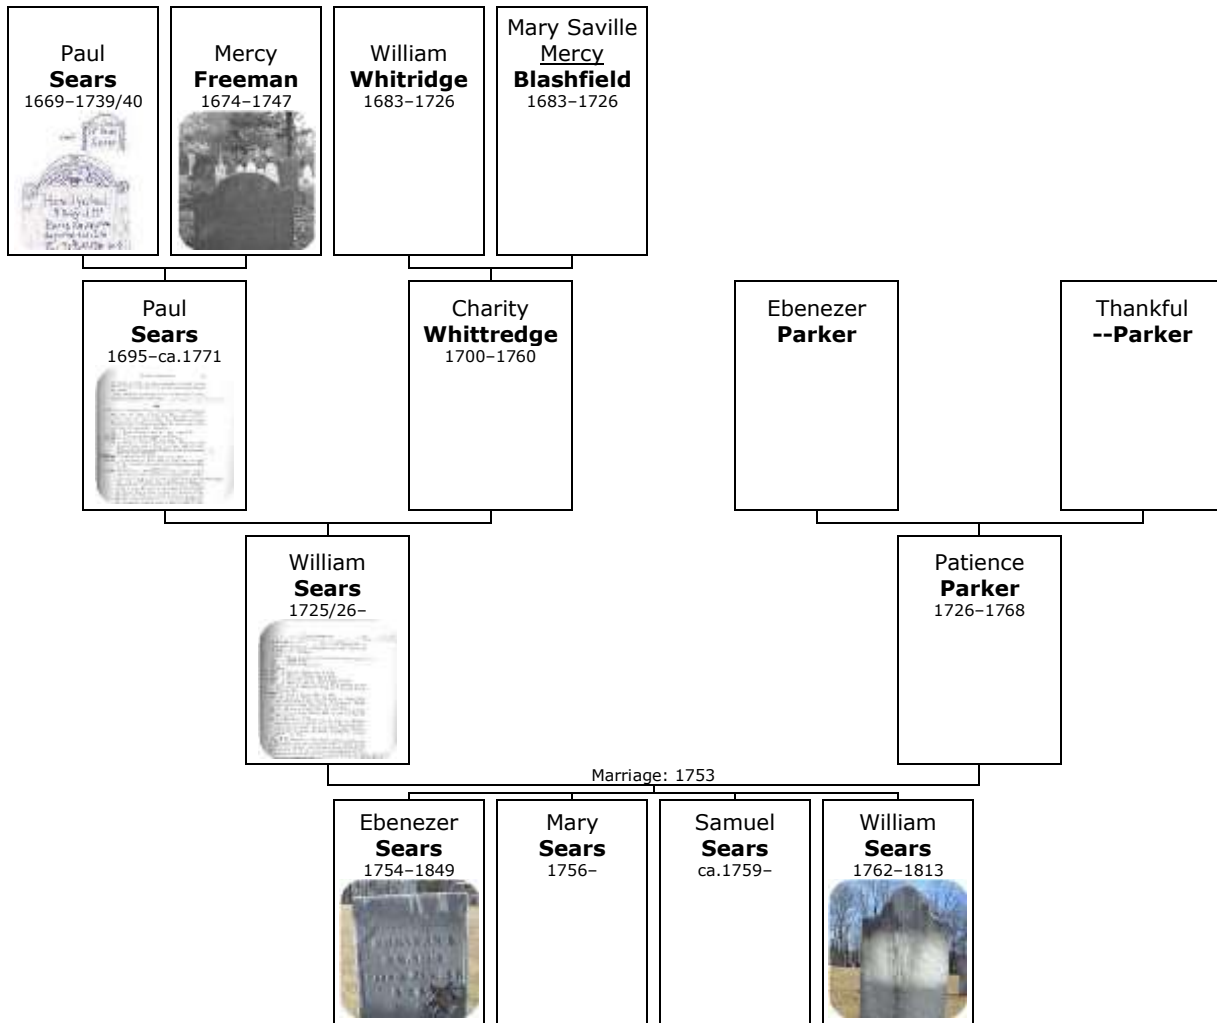 Paul
Sears
1669–1739/40
Mercy
Freeman
1674–1747
William
Whitridge
1683–1726
Mary Saville
Mercy
Blashfield
1683–1726
Paul
Sears
1695–ca.1771
Charity
Whittredge
1700–1760
Ebenezer
Parker
Thankful
--Parker
William
Sears
1725/26–
Patience
Parker
1726–1768
Marriage: 1753
Ebenezer
Sears
1754–1849
Mary
Sears
1756–
Samuel
Sears
ca.1759–
William
Sears
1762–1813